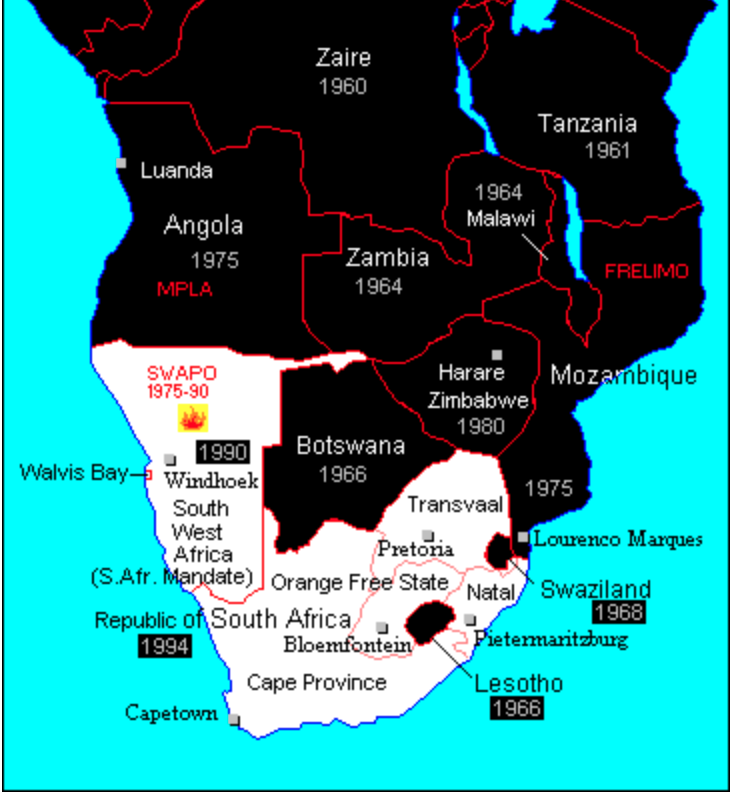 Zaire
1960
Tanzania
1961
Luanda
1964
Malawi
Angola
1975
MPLA
Zambia
1964
FRELIMO
SWAPO
1975-90
Harare
Zimbabwe
1980
Mozambique
Botswana
1966
1990
Walvis Bay
Windhoek
1975
South
West
Africa
(S.Afr. Mandate)
Transvaal
Pretoria
Lourenco Marques
Orange Free State
Natal
Swaziland
1968
Republic of South Africa
1994
Bloemfontein
Pietermaritzburg
Cape Province
Lesotho
1966
Capetown